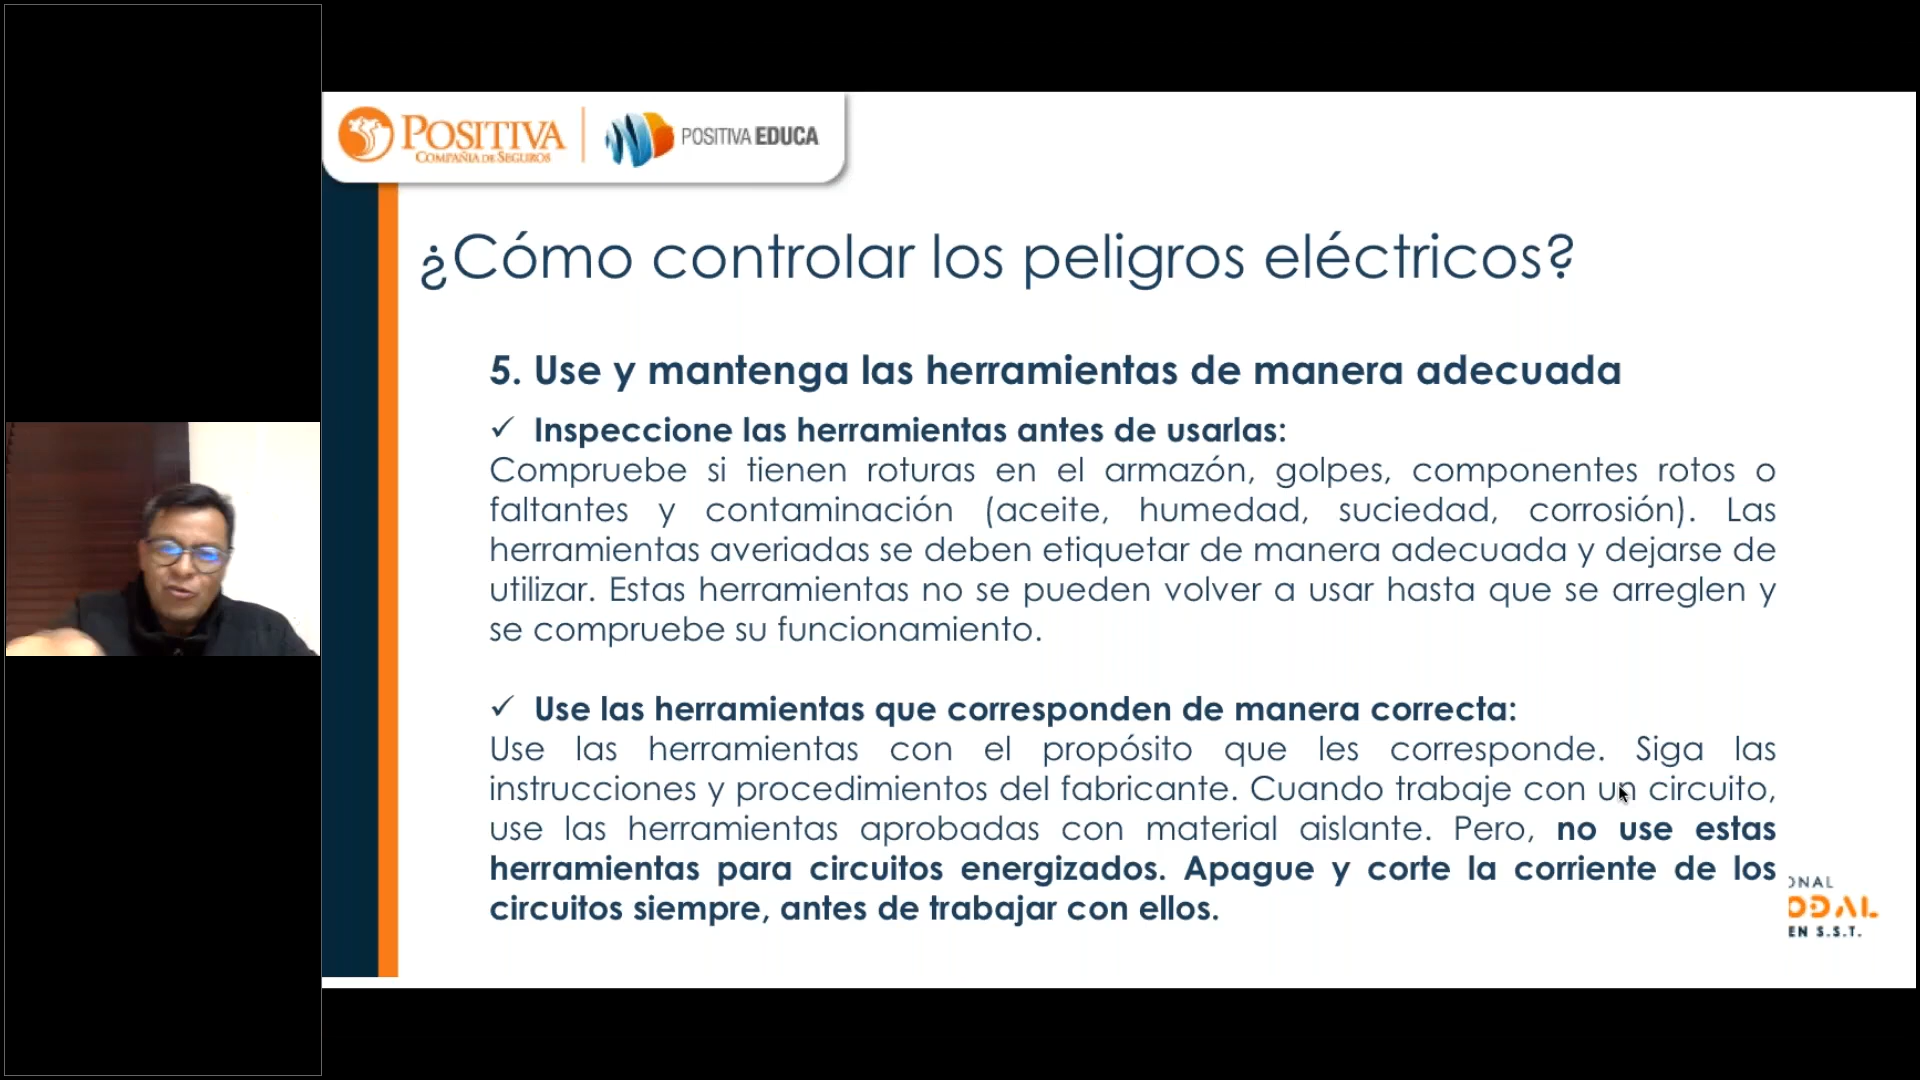 POSITIVA
COMPAÑIA DE SEGUROS
POSITIVA EDUCA
¿Cómo controlar los peligros eléctricos?
5. Use y mantenga las herramientas de manera adecuada
✓ Inspeccione las herramientas antes de usarlas:
Compruebe si tienen roturas en el armazón, golpes, componentes rotos o
faltantes y contaminación (aceite, humedad, suciedad, corrosión). Las
herramientas averiadas se deben etiquetar de manera adecuada y dejarse de
utilizar. Estas herramientas no se pueden volver a usar hasta que se arreglen y
se compruebe su funcionamiento.
✓ Use las herramientas que corresponden de manera correcta:
Use las herramientas con el propósito que les corresponde. Siga las
instrucciones y procedimientos del fabricante. Cuando trabaje con un circuito,
use las herramientas aprobadas con material aislante. Pero, no use estas
herramientas para circuitos energizados. Apague y corte la corriente de los
circuitos siempre, antes de trabajar con ellos.
ONAL
ODAL
EN S.S.T.